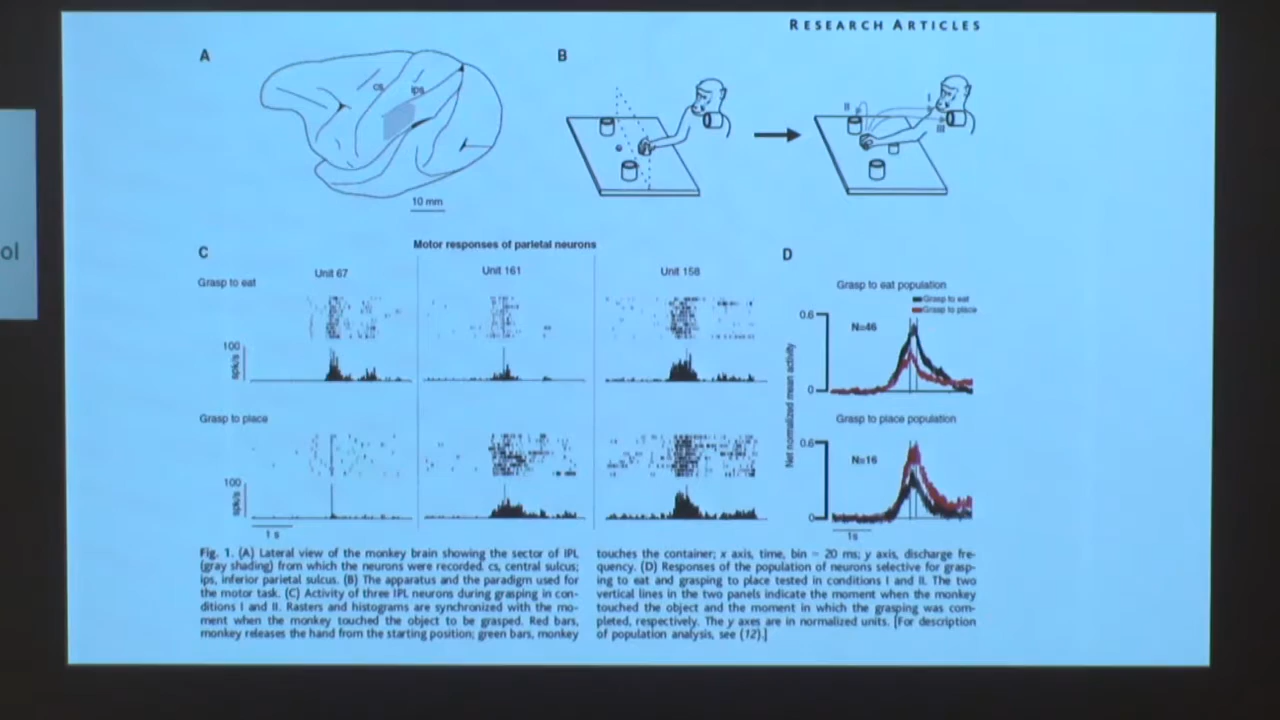 RESEARCH ARTICLES
ol
A
B
cs
ips
10 mm
I
II
III
C
Motor responses of parietal neurons
Unit 67
Unit 161
Unit 158
Grasp to eat
100
spk/s
Grasp to place
100
spk/s
1 s
D
Grasp to eat population
Grasp to eat
Grasp to place
0.6
N=46
0
Net normalized mean activity
Grasp to place population
0.6
N=16
0
1s
Fig. 1. (A) Lateral view of the monkey brain showing the sector of IPL
(gray shading) from which the neurons were recorded. cs, central sulcus;
ips, inferior parietal sulcus. (B) The apparatus and the paradigm used for
the motor task. (C) Activity of three IPL neurons during grasping in con-
ditions I and II. Rasters and histograms are synchronized with the mo-
ment when the monkey touched the object to be grasped. Red bars,
monkey releases the hand from the starting position; green bars, monkey
touches the container; x axis, time, bin = 20 ms; y axis, discharge fre-
quency. (D) Responses of the population of neurons selective for grasp-
ing to eat and grasping to place tested in conditions I and II. The two
vertical lines in the two panels indicate the moment when the monkey
touched the object and the moment in which the grasping was com-
pleted, respectively. The y axes are in normalized units. [For description
of population analysis, see (12).]